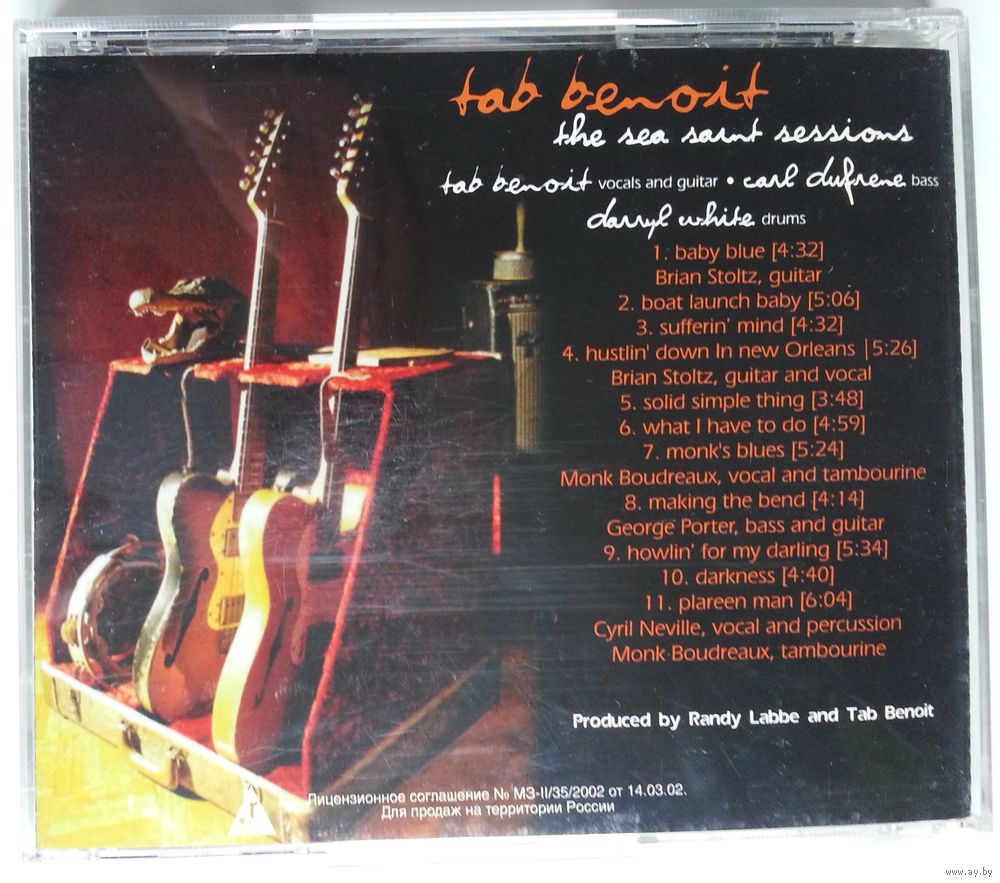 tab benoit
the sea saint sessions
tab benoit vocals and guitar • carl dufrene bass
darryl white drums
1. baby blue [4:32]
Brian Stoltz, guitar
2. boat launch baby [5:06]
3. sufferin' mind [4:32]
4. hustlin' down In new Orleans |5:26]
Brian Stoltz, guitar and vocal
5. solid simple thing [3:48]
6. what I have to do [4:59]
7. monk's blues [5:24]
Monk Boudreaux, vocal and tambourine
8. making the bend [4:14]
George Porter, bass and guitar
9. howlin' for my darling [5:34]
10. darkness [4:40]
11. plareen man [6:04]
Cyril Neville, vocal and percussion
Monk Boudreaux, tambourine
Produced by Randy Labbe and Tab Benoit
Лицензионное соглашение № МЗ-II/35/2002 от 14.03.02.
Для продаж на территории России
www.ay.by